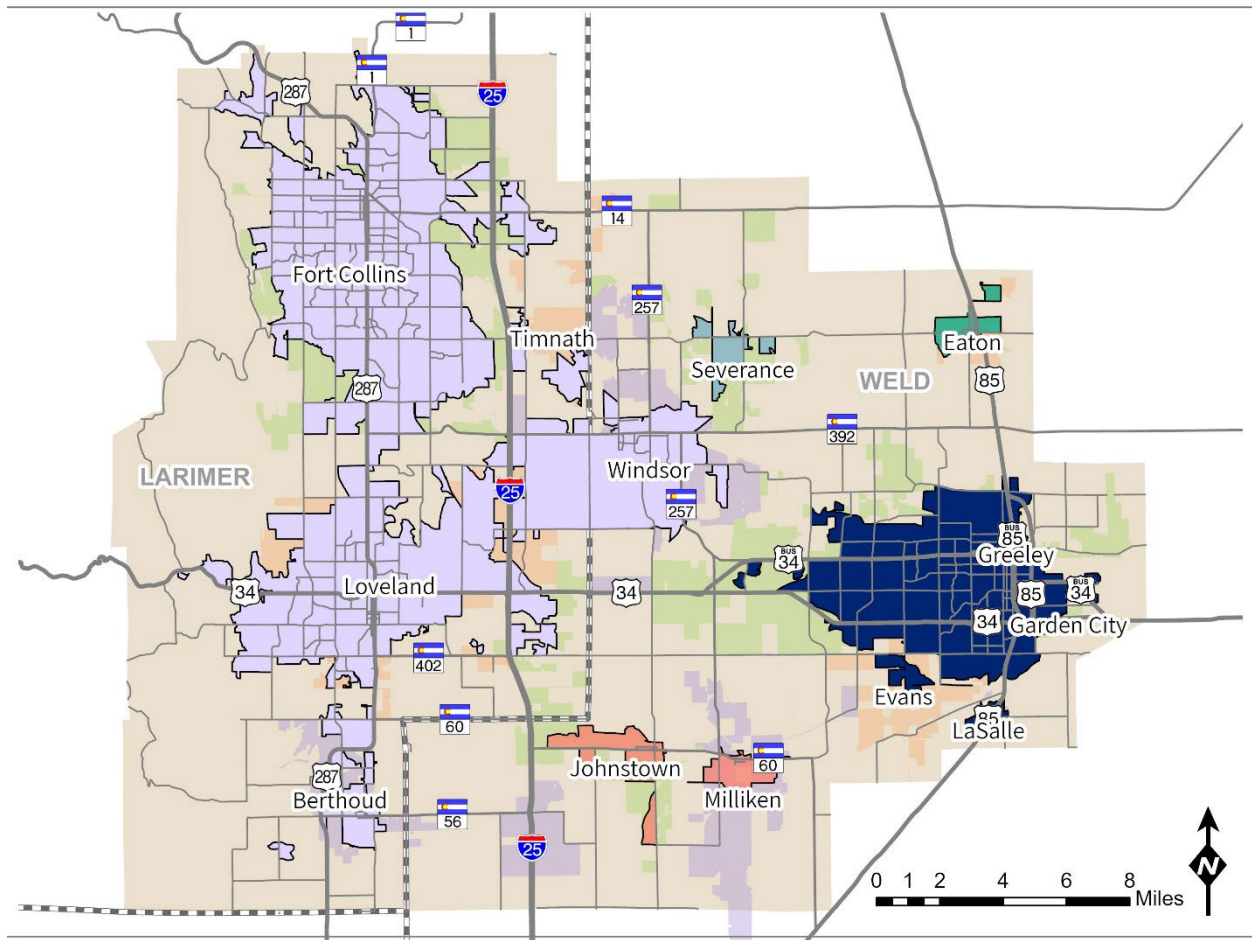 1
1
287
25
14
Fort Collins
257
Timnath
Eaton
Severance
WELD
85
287
392
LARIMER
Windsor
25
257
BUS
85
Greeley
BUS
34
34
Loveland
34
85
BUS
34
34
Garden City
402
Evans
60
85
LaSalle
60
Johnstown
287
Berthoud
Milliken
56
25
N
0 1 2 4 6 8
Miles